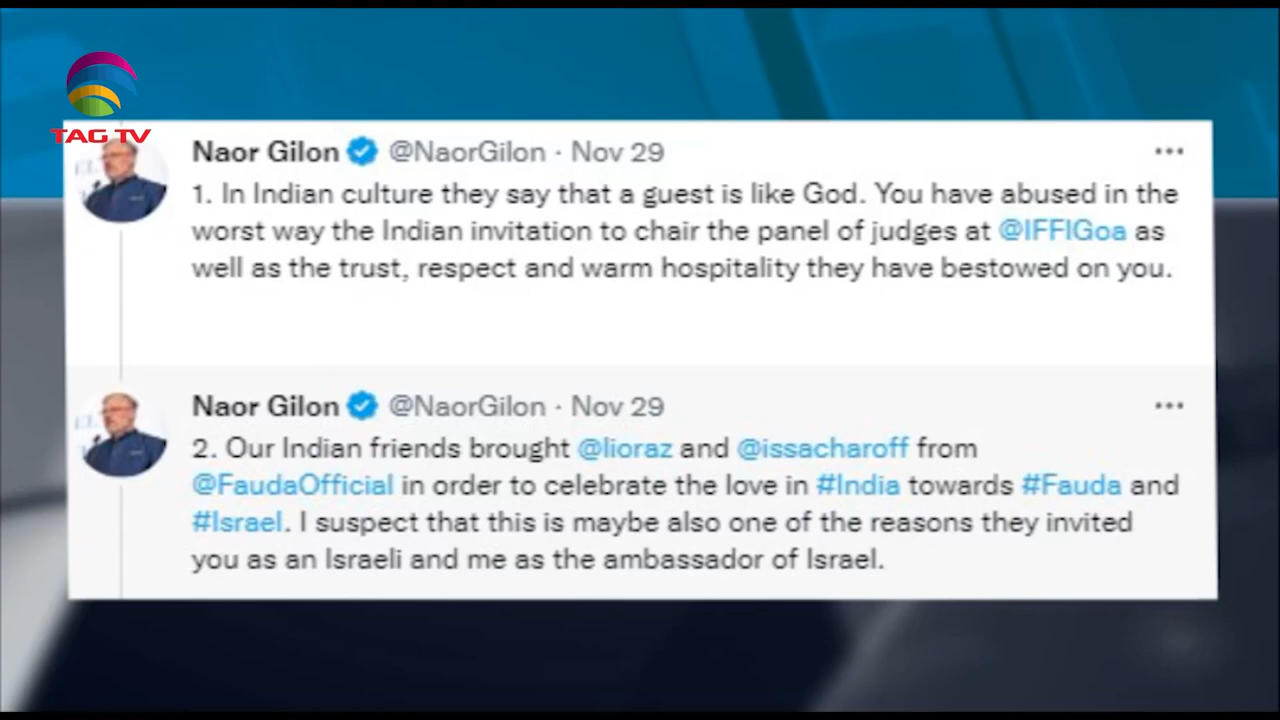 TAG TV
Naor Gilon @NaorGilon · Nov 29
1. In Indian culture they say that a guest is like God. You have abused in the
worst way the Indian invitation to chair the panel of judges at @IFFIGoa as
well as the trust, respect and warm hospitality they have bestowed on you.
Naor Gilon @NaorGilon · Nov 29
2. Our Indian friends brought @lioraz and @issacharoff from
@FaudaOfficial in order to celebrate the love in #India towards #Fauda and
#Israel. I suspect that this is maybe also one of the reasons they invited
you as an Israeli and me as the ambassador of Israel.